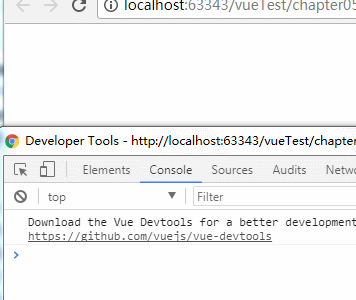 localhost:63343/vueTest/chapter05
Developer Tools - http://localhost:63343/vueTest/chapter
Elements Console Sources Audits Netwo
top Filter
Download the Vue Devtools for a better development
https://github.com/vuejs/vue-devtools